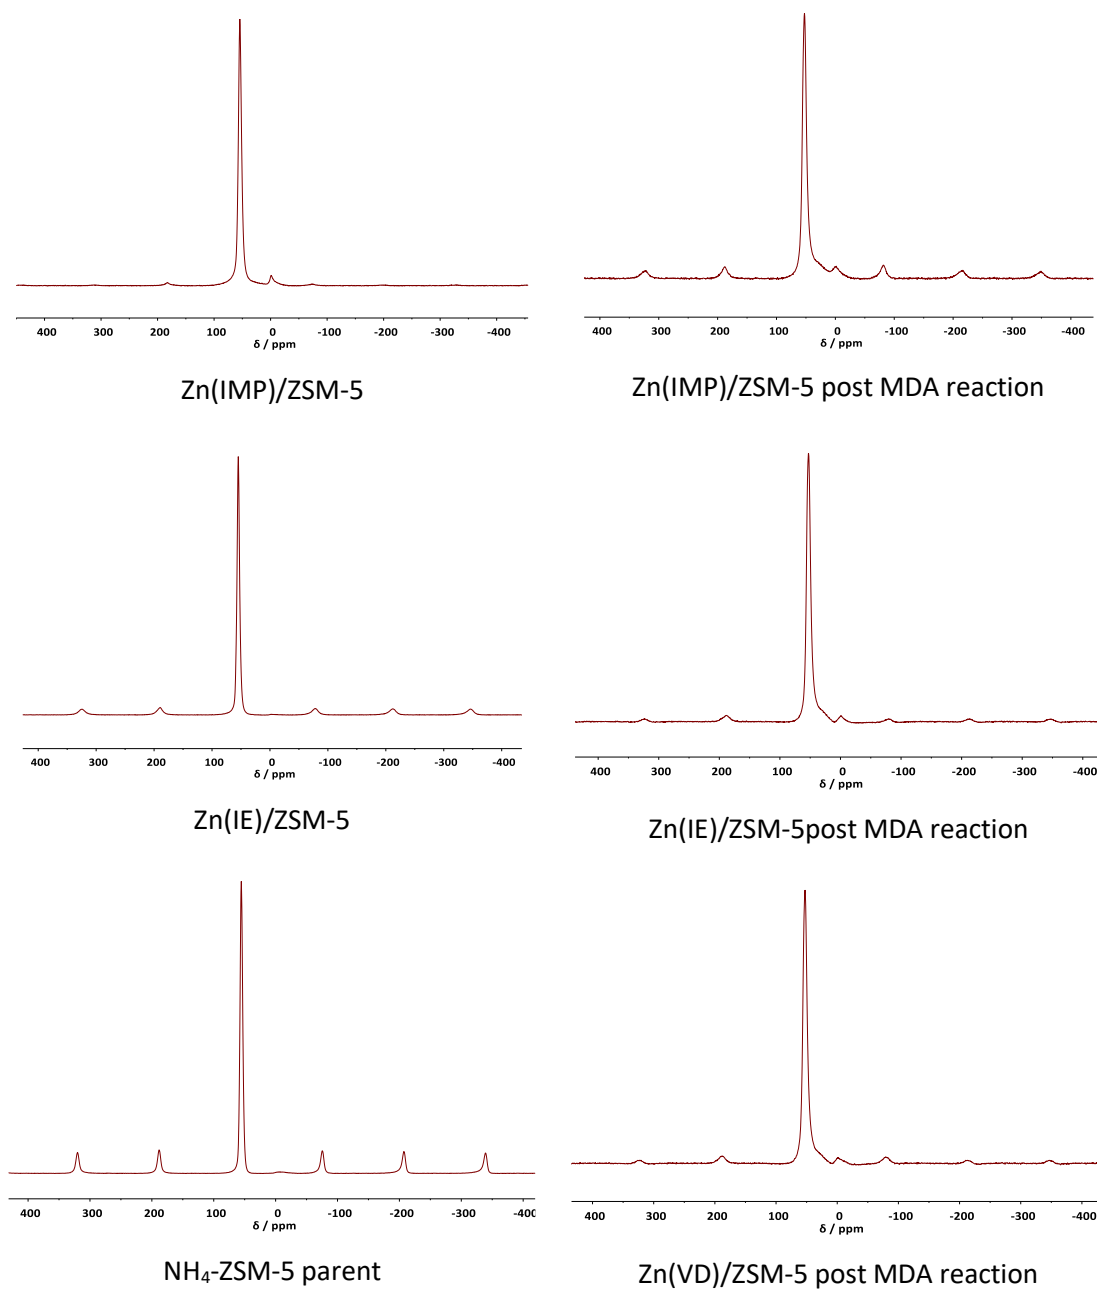 400 300 200 100 0 -100 -200 -300 -400
δ / ppm
Zn(IMP)/ZSM-5
400 300 200 100 0 -100 -200 -300 -400
δ / ppm
Zn(IMP)/ZSM-5 post MDA reaction
400 300 200 100 0 -100 -200 -300 -400
δ / ppm
Zn(IE)/ZSM-5
400 300 200 100 0 -100 -200 -300 -400
δ / ppm
Zn(IE)/ZSM-5post MDA reaction
400 300 200 100 0 -100 -200 -300 -400
δ / ppm
NH₄-ZSM-5 parent
400 300 200 100 0 -100 -200 -300 -400
δ / ppm
Zn(VD)/ZSM-5 post MDA reaction